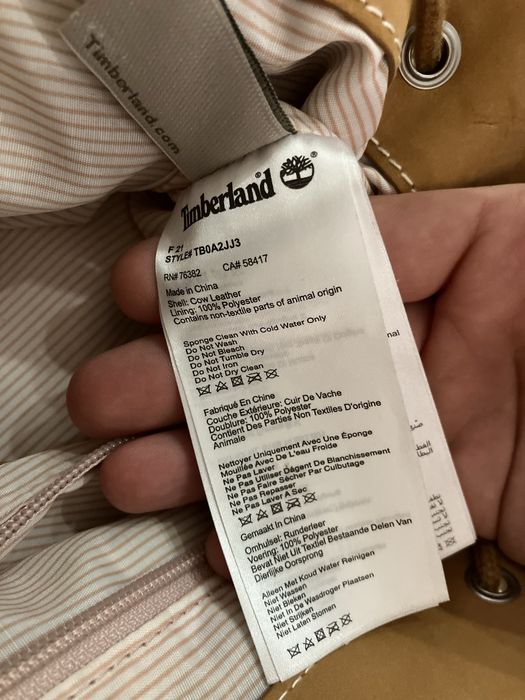 Timberland.com
Timberland®
F 21
STYLE# TB0A2JJ3
RN# 76382 CA# 58417
Made in China
Shell: Cow Leather
Lining: 100% Polyester
Contains non-textile parts of animal origin
Sponge Clean With Cold Water Only
Do Not Wash
Do Not Bleach
Do Not Tumble Dry
Do Not Iron
Do Not Dry Clean
Fabriqué En Chine
Couche Extérieure: Cuir De Vache
Doublure: 100% Polyester
Contient Des Parties Non Textiles D'origine
Animale
Nettoyer Uniquement Avec Une Éponge
Mouillée Avec De L'eau Froide
Ne Pas Laver
Ne Pas Utiliser Dégent De Blanchissement
Ne Pas Faire Sécher Par Culbutage
Ne Pas Repasser
Ne Pas Laver A Sec
Gemaakt In China
Omhulsel: Runderleer
Voering: 100% Polyester
Bevat Niet Uit Textiel Bestaande Delen Van
Dierlijke Oorsprong
Alleen Met Koud Water Reinigen
Niet Wassen
Niet Bleken
Niet In De Wasdroger Plaatsen
Niet Strijken
Niet Laten Stomen
nal